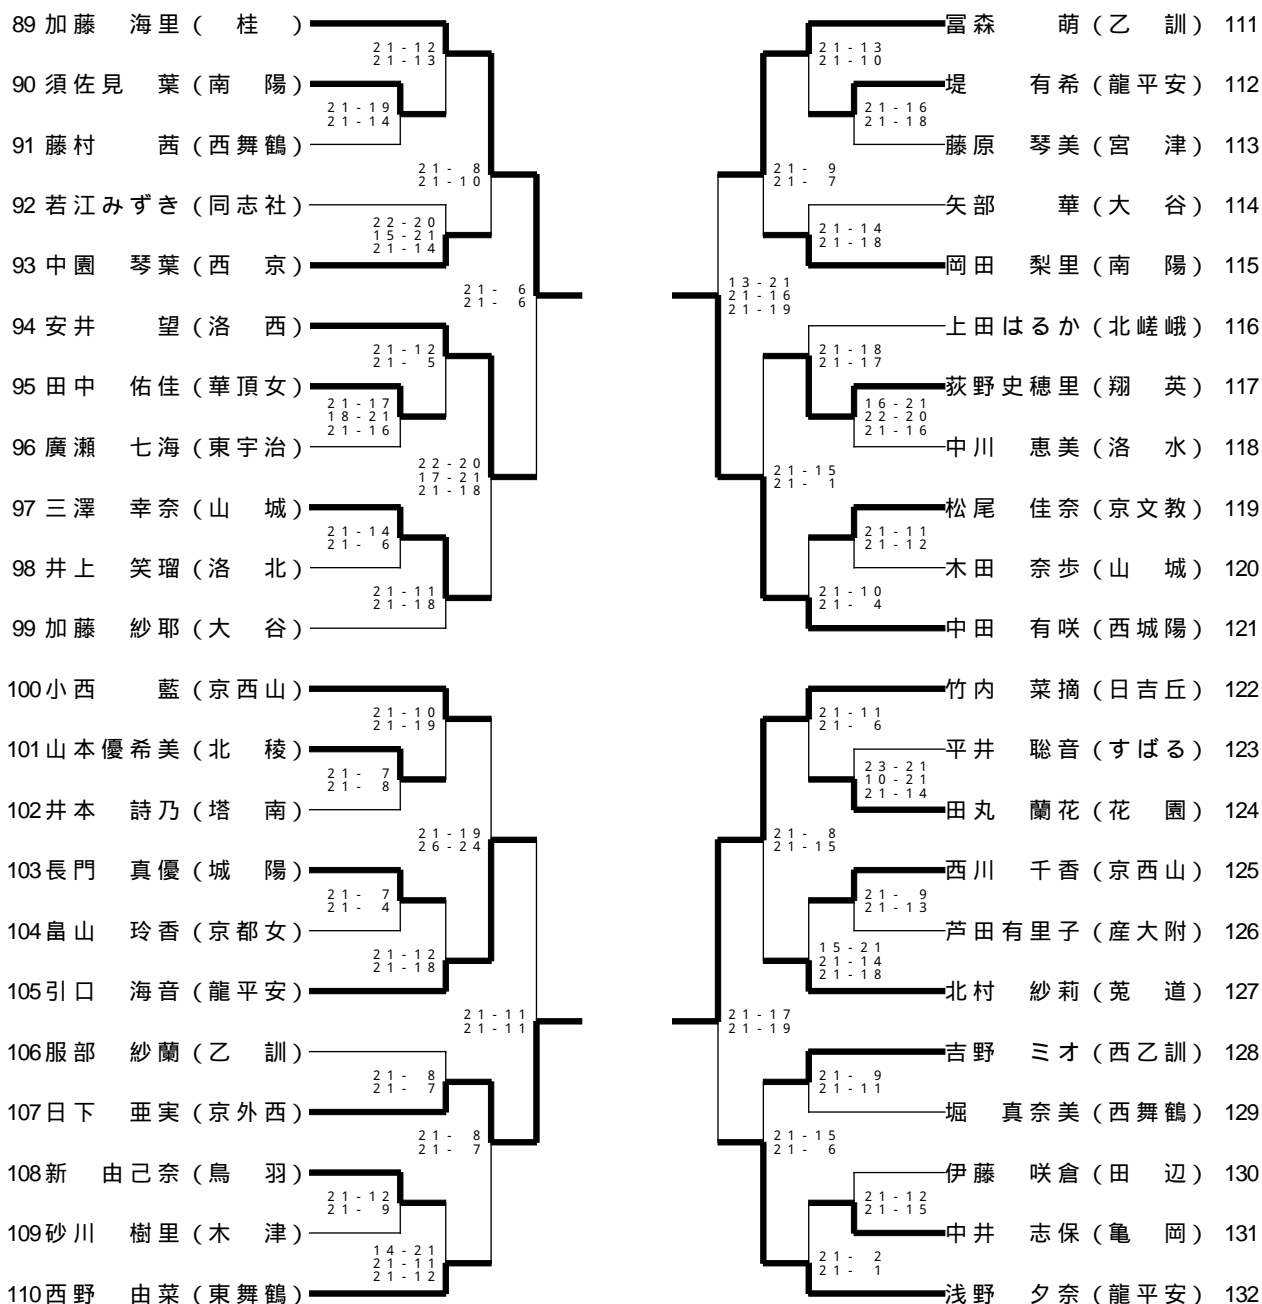 89 加藤 海里 ( 桂 )
21-12
21-13
90 須佐見 葉 ( 南 陽 )
21-19
21-14
91 藤村 茜 ( 西舞鶴 )
21- 8
21-10
92 若江みずき ( 同志社 )
22-20
15-21
21-14
93 中園 琴葉 ( 西 京 )
21- 6
21- 6
94 安井 望 ( 洛 西 )
21-12
21- 5
95 田中 佑佳 ( 華頂女 )
21-17
18-21
21-16
96 廣瀬 七海 ( 東宇治 )
22-20
17-21
21-18
97 三澤 幸奈 ( 山 城 )
21-14
21- 6
98 井上 笑瑠 ( 洛 北 )
21-11
21-18
99 加藤 紗耶 ( 大 谷 )
100 小西 藍 ( 京西山 )
21-10
21-19
101 山本優希美 ( 北 稜 )
21- 7
21- 8
102 井本 詩乃 ( 塔 南 )
21-19
26-24
103 長門 真優 ( 城 陽 )
21- 7
21- 4
104 畠山 玲香 ( 京都女 )
21-12
21-18
105 引口 海音 ( 龍平安 )
21-11
21-11
106 服部 紗蘭 ( 乙 訓 )
21- 8
21- 7
107 日下 亜実 ( 京外西 )
21- 8
21- 7
108 新 由己奈 ( 鳥 羽 )
21-12
21- 9
109 砂川 樹里 ( 木 津 )
14-21
21-11
21-12
110 西野 由菜 ( 東舞鶴 )
冨森 萌 ( 乙 訓 ) 111
21-13
21-10
堤 有希 ( 龍平安 ) 112
21-16
21-18
藤原 琴美 ( 宮 津 ) 113
21- 9
21- 7
矢部 華 ( 大 谷 ) 114
21-14
21-18
岡田 梨里 ( 南 陽 ) 115
13-21
21-16
21-19
上田はるか ( 北嵯峨 ) 116
21-18
21-17
荻野史穂里 ( 翔 英 ) 117
16-21
22-20
21-16
中川 恵美 ( 洛 水 ) 118
21-15
21- 1
松尾 佳奈 ( 京文教 ) 119
21-11
21-12
木田 奈歩 ( 山 城 ) 120
21-10
21- 4
中田 有咲 ( 西城陽 ) 121
竹内 菜摘 ( 日吉丘 ) 122
21-11
21- 6
平井 聡音 ( すばる ) 123
23-21
10-21
21-14
田丸 蘭花 ( 花 園 ) 124
21- 8
21-15
西川 千香 ( 京西山 ) 125
21- 9
21-13
芦田有里子 ( 産大附 ) 126
15-21
21-14
21-18
北村 紗莉 ( 莵 道 ) 127
21-17
21-19
吉野 ミオ ( 西乙訓 ) 128
21- 9
21-11
堀 真奈美 ( 西舞鶴 ) 129
21-15
21- 6
伊藤 咲倉 ( 田 辺 ) 130
21-12
21-15
中井 志保 ( 亀 岡 ) 131
21- 2
21- 1
浅野 夕奈 ( 龍平安 ) 132